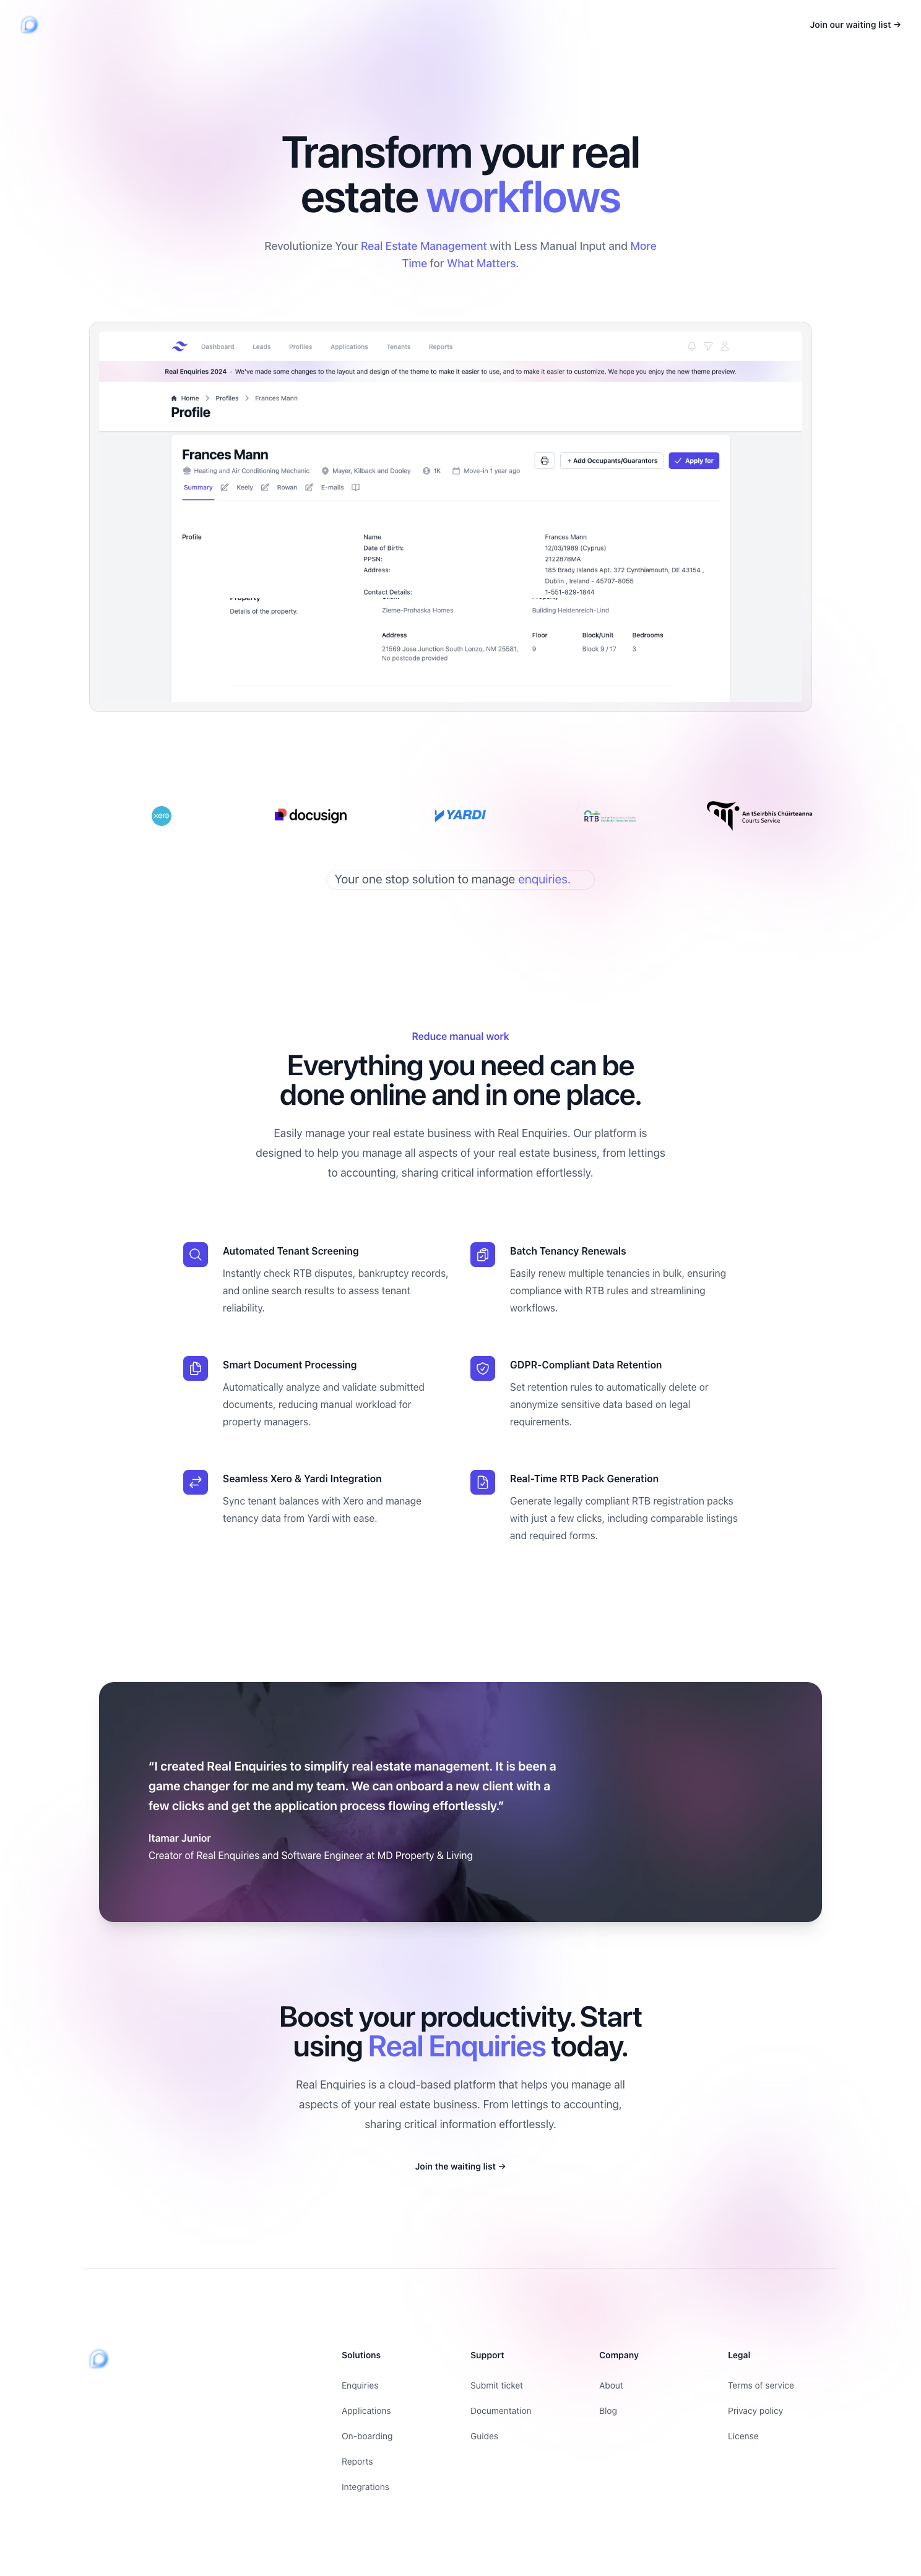 Join our waiting list →
Transform your real
estate workflows
Revolutionize Your Real Estate Management with Less Manual Input and More
Time for What Matters.
Dashboard Leads Profiles Applications Tenants Reports
Real Enquiries 2024 · We've made some changes to the layout and design of the theme to make it easier to use, and to make it easier to customize. We hope you enjoy the new theme preview.
Home > Profiles > Frances Mann
Profile
Frances Mann
+ Add Occupants/Guarantors Apply for
Heating and Air Conditioning Mechanic Mayer, Kilback and Dooley 1K Move-in 1 year ago
Summary Keely Rowan E-mails
Profile Name Frances Mann
Date of Birth: 12/03/1989 (Cyprus)
PPSN: 2122878MA
Address: 185 Brady Islands Apt. 372 Cynthiamouth, DE 43154 ,
Dublin , Ireland - 45707-8055
Contact Details: 1-551-829-1844
Details of the property. Zieme-Prohaska Homes Building Heidenreich-Lind
Address Floor Block/Unit Bedrooms
21569 Jose Junction South Lonzo, NM 25581, 9 Block 9 / 17 3
No postcode provided
xero docusign YARDI RTB An tSeirbhís Chúirteanna
Courts Service
Your one stop solution to manage enquiries.
Reduce manual work
Everything you need can be
done online and in one place.
Easily manage your real estate business with Real Enquiries. Our platform is
designed to help you manage all aspects of your real estate business, from lettings
to accounting, sharing critical information effortlessly.
Automated Tenant Screening
Instantly check RTB disputes, bankruptcy records,
and online search results to assess tenant
reliability.
Batch Tenancy Renewals
Easily renew multiple tenancies in bulk, ensuring
compliance with RTB rules and streamlining
workflows.
Smart Document Processing
Automatically analyze and validate submitted
documents, reducing manual workload for
property managers.
GDPR-Compliant Data Retention
Set retention rules to automatically delete or
anonymize sensitive data based on legal
requirements.
Seamless Xero & Yardi Integration
Sync tenant balances with Xero and manage
tenancy data from Yardi with ease.
Real-Time RTB Pack Generation
Generate legally compliant RTB registration packs
with just a few clicks, including comparable listings
and required forms.
“I created Real Enquiries to simplify real estate management. It is been a
game changer for me and my team. We can onboard a new client with a
few clicks and get the application process flowing effortlessly.”
Itamar Junior
Creator of Real Enquiries and Software Engineer at MD Property & Living
Boost your productivity. Start
using Real Enquiries today.
Real Enquiries is a cloud-based platform that helps you manage all
aspects of your real estate business. From lettings to accounting,
sharing critical information effortlessly.
Join the waiting list →
Solutions
Enquiries
Applications
On-boarding
Reports
Integrations
Support
Submit ticket
Documentation
Guides
Company
About
Blog
Legal
Terms of service
Privacy policy
License